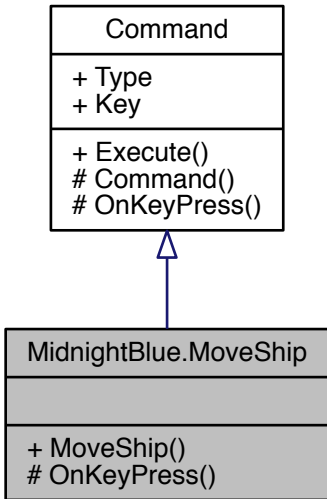 Command
+ Type
+ Key
+ Execute()
# Command()
# OnKeyPress()
MidnightBlue.MoveShip
+ MoveShip()
# OnKeyPress()